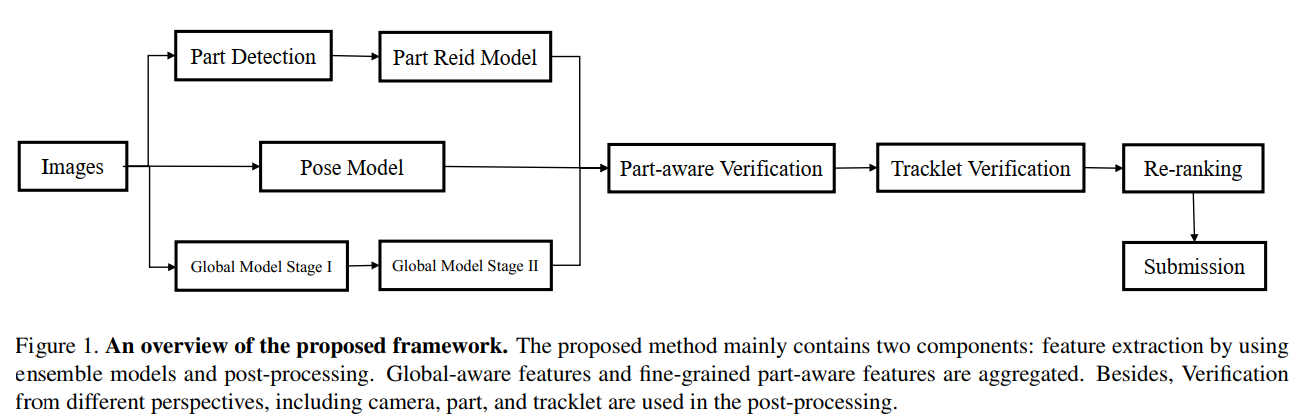 Part Detection
Part Reid Model
Images
Pose Model
Part-aware Verification
Tracklet Verification
Re-ranking
Global Model Stage I
Global Model Stage II
Submission
Figure 1. An overview of the proposed framework. The proposed method mainly contains two components: feature extraction by using
ensemble models and post-processing. Global-aware features and fine-grained part-aware features are aggregated. Besides, Verification
from different perspectives, including camera, part, and tracklet are used in the post-processing.